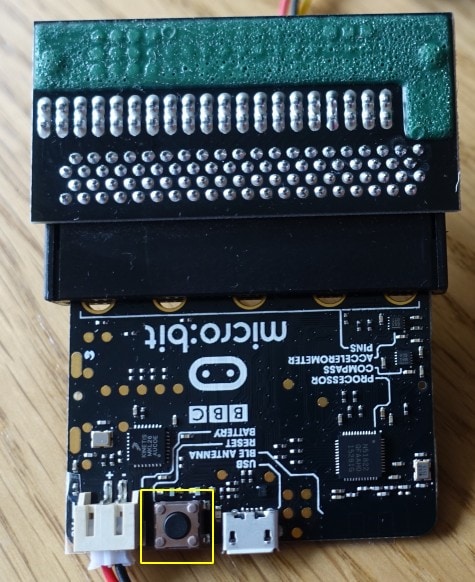 micro:bit
PINS
ACCELEROMETER
COMPASS
PROCESSOR
BBC
BATTERY
RESET
BLE ANTENNA
USB